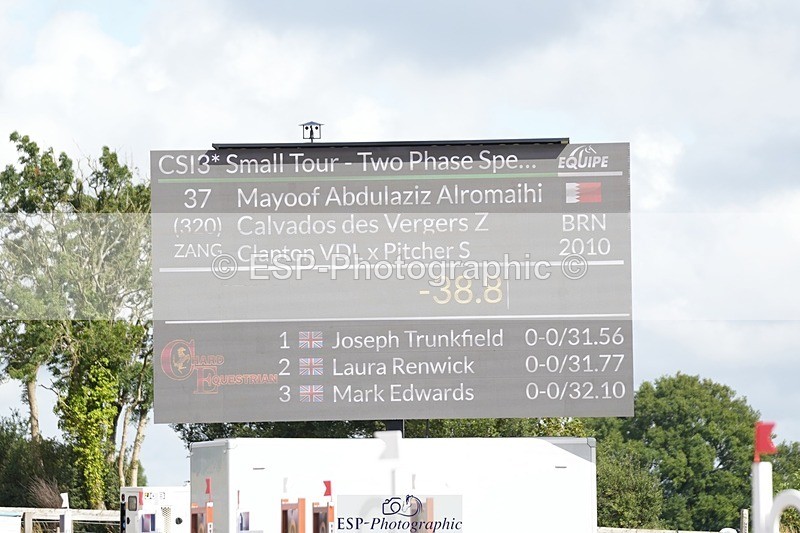 CSI3* Small Tour - Two Phase Spe...
EQUIPE
37 Mayoof Abdulaziz Alromaihi
(320) Calvados des Vergers Z BRN
ZANG Clapton VDL x Pitcher S 2010
© ESP-Photographic ©
-38.8
1 Joseph Trunkfield 0-0/31.56
2 Laura Renwick 0-0/31.77
3 Mark Edwards 0-0/32.10
CHARD
EQUESTRIAN
ESP-Photographic